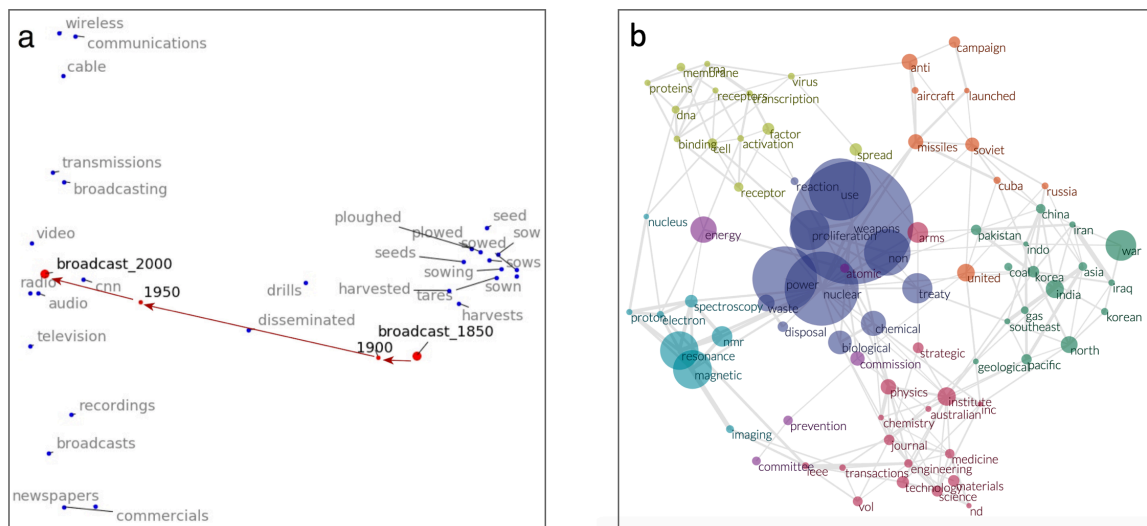 a
wireless
communications
cable
transmissions
broadcasting
video
broadcast_2000
radio
cnn
audio
1950
television
recordings
broadcasts
newspapers
commercials
drills
disseminated
1900
broadcast_1850
ploughed
plowed
sowed
seed
sow
seeds
sows
sowing
harvested
tares
sown
harvests
b
campaign
anti
aircraft
launched
missiles
soviet
cuba
russia
membrane
rna
virus
proteins
receptors
transcription
dna
factor
binding
cell
activation
spread
receptor
reaction
use
nucleus
energy
proliferation
weapons
arms
non
atomic
power
nuclear
united
treaty
waste
disposal
chemical
biological
commission
strategic
china
iran
pakistan
indo
war
coal
korea
asia
india
iraq
gas
southeast
korean
north
geological
pacific
spectroscopy
proton
electron
nmr
resonance
magnetic
imaging
prevention
committee
ieee
physics
institute
inc
australian
chemistry
journal
medicine
transactions
engineering
technology
materials
science
vol
nd